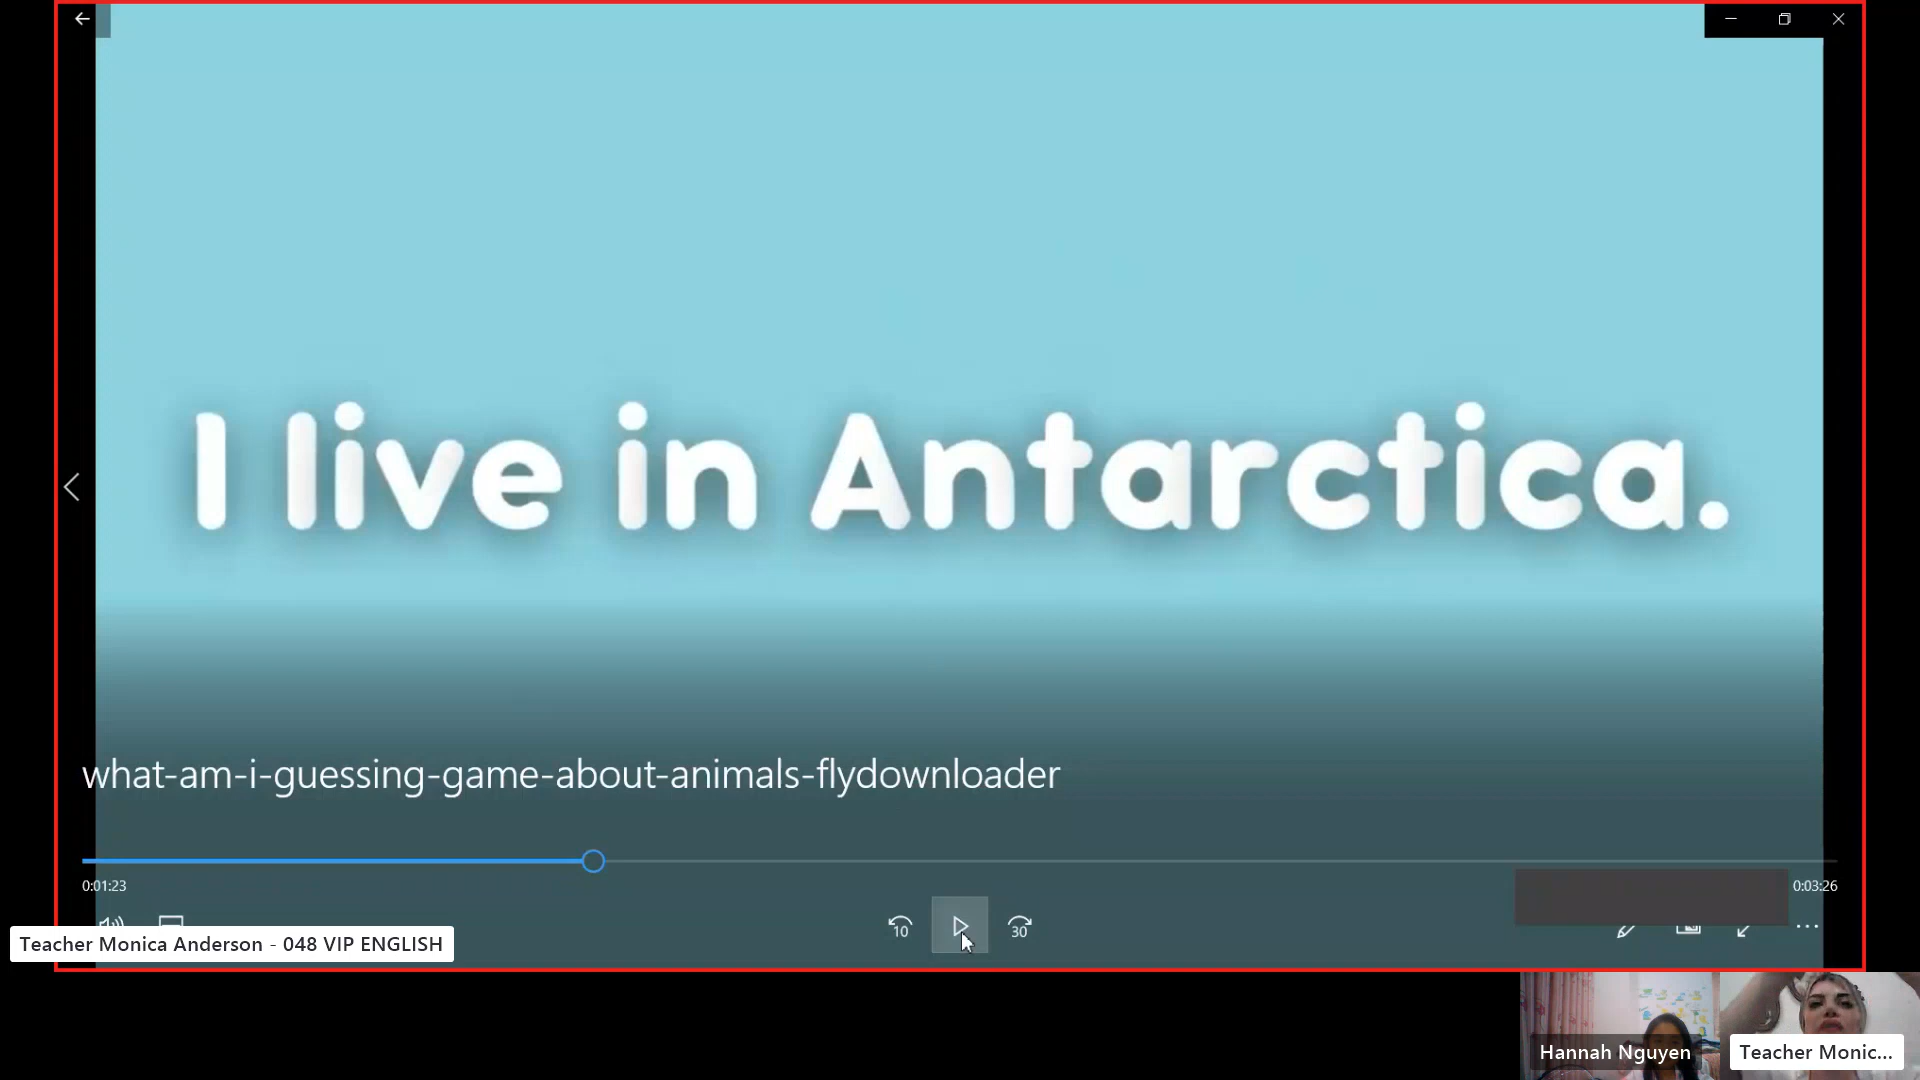 I live in Antarctica.
what-am-i-guessing-game-about-animals-flydownloader
0:01:23
0:03:26
10
30
Teacher Monica Anderson - 048 VIP ENGLISH
Hannah Nguyen
Teacher Monic...